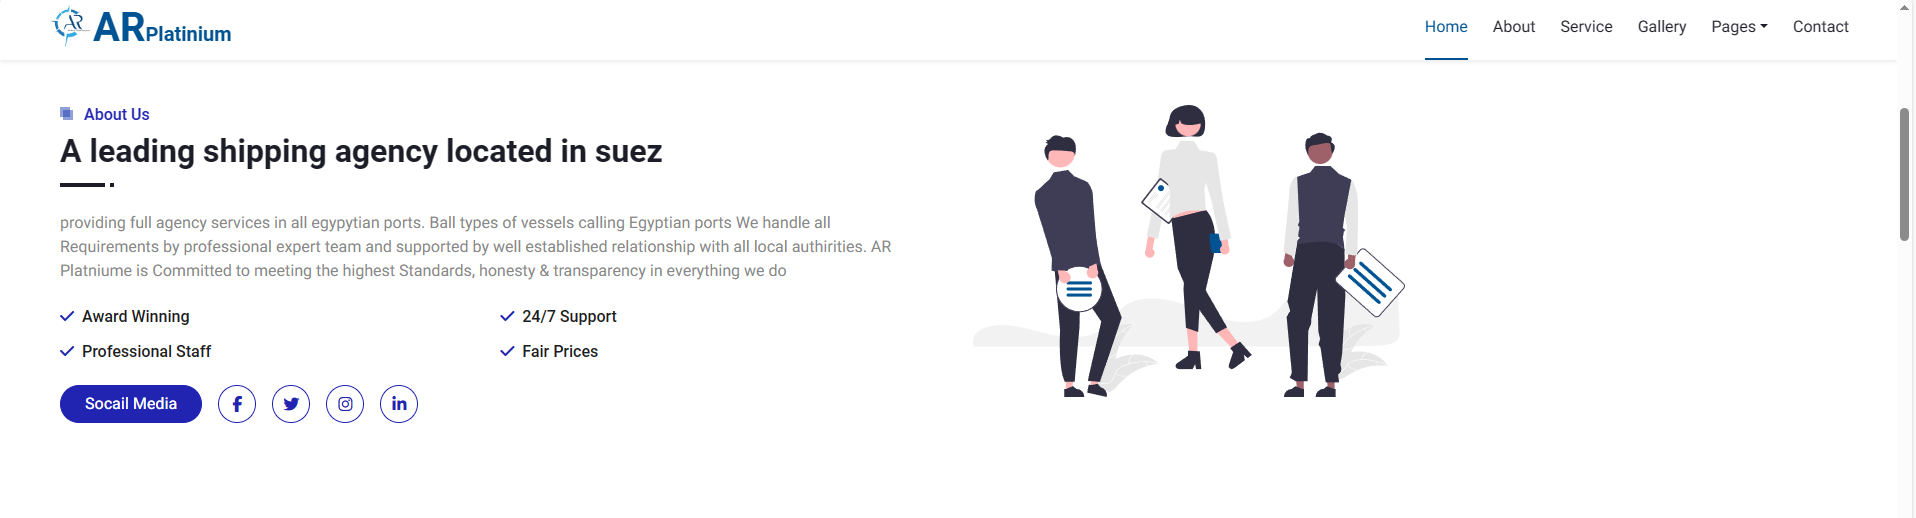 AR Platinium
Home About Service Gallery Pages Contact
About Us
A leading shipping agency located in suez
providing full agency services in all egypytian ports. Ball types of vessels calling Egyptian ports We handle all
Requirements by professional expert team and supported by well established relationship with all local authirities. AR
Platniume is Committed to meeting the highest Standards, honesty & transparency in everything we do
Award Winning
24/7 Support
Professional Staff
Fair Prices
Socail Media